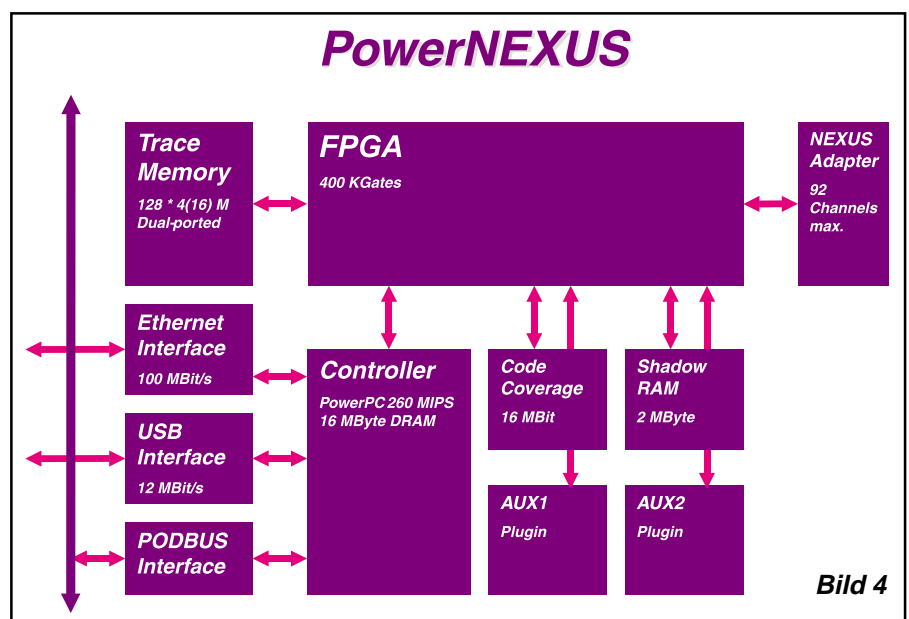 PowerNEXUS
Trace
Memory
128 * 4(16) M
Dual-ported
FPGA
400 KGates
NEXUS
Adapter
92
Channels
max.
Ethernet
Interface
100 MBit/s
Controller
PowerPC 260 MIPS
16 MByte DRAM
Code
Coverage
16 MBit
Shadow
RAM
2 MByte
USB
Interface
12 MBit/s
AUX1
Plugin
AUX2
Plugin
PODBUS
Interface
Bild 4